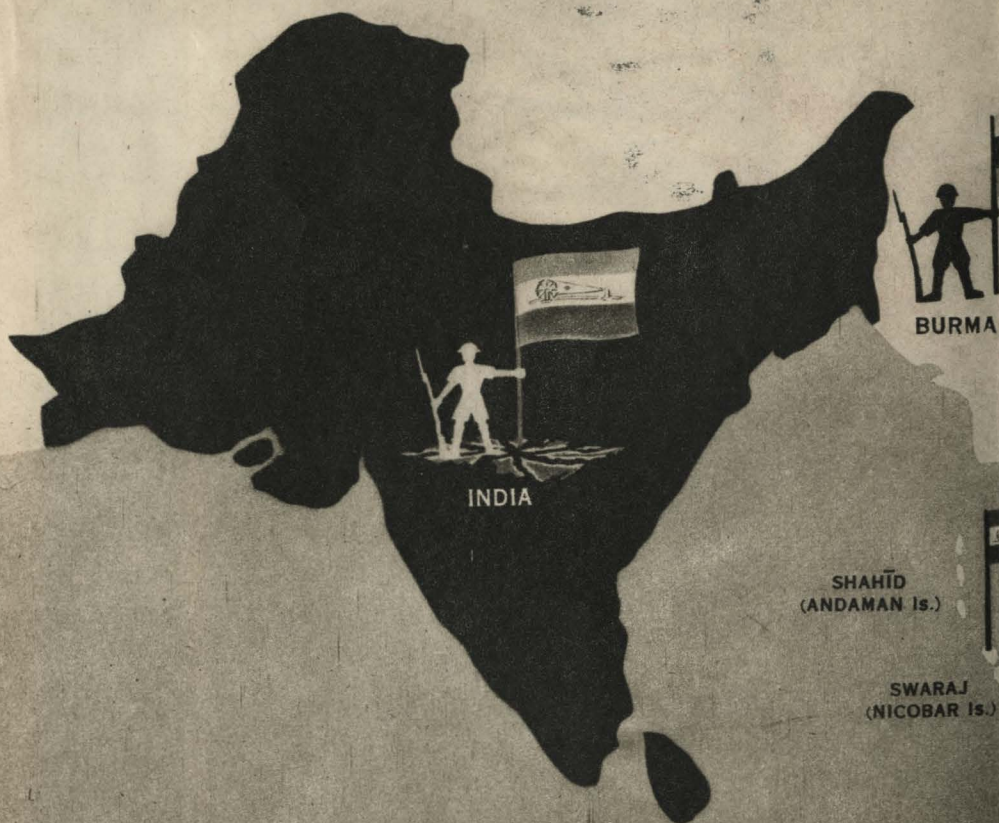 BURMA
INDIA
SHAHĪD
(ANDAMAN Is.)
SWARAJ
(NICOBAR Is.)